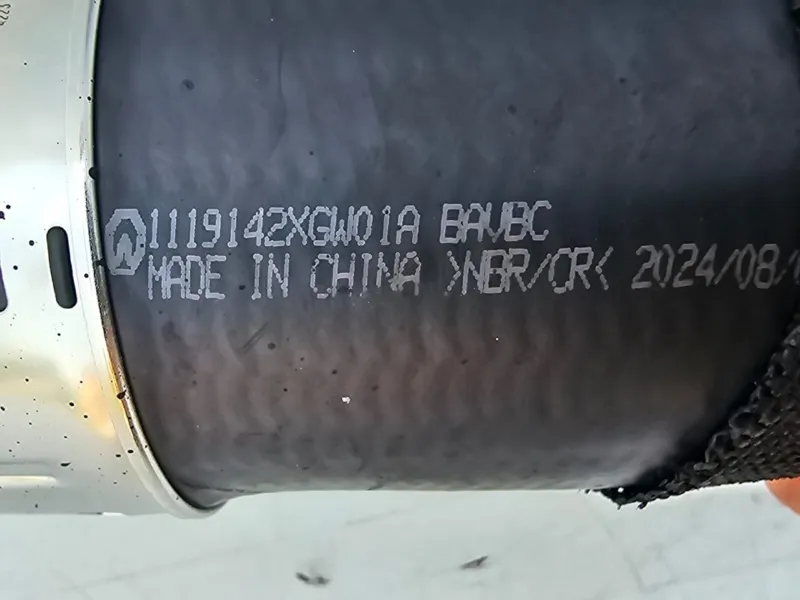 1119142XGW01A BAVBC
MADE IN CHINA >NBR/CR< 2024/08/